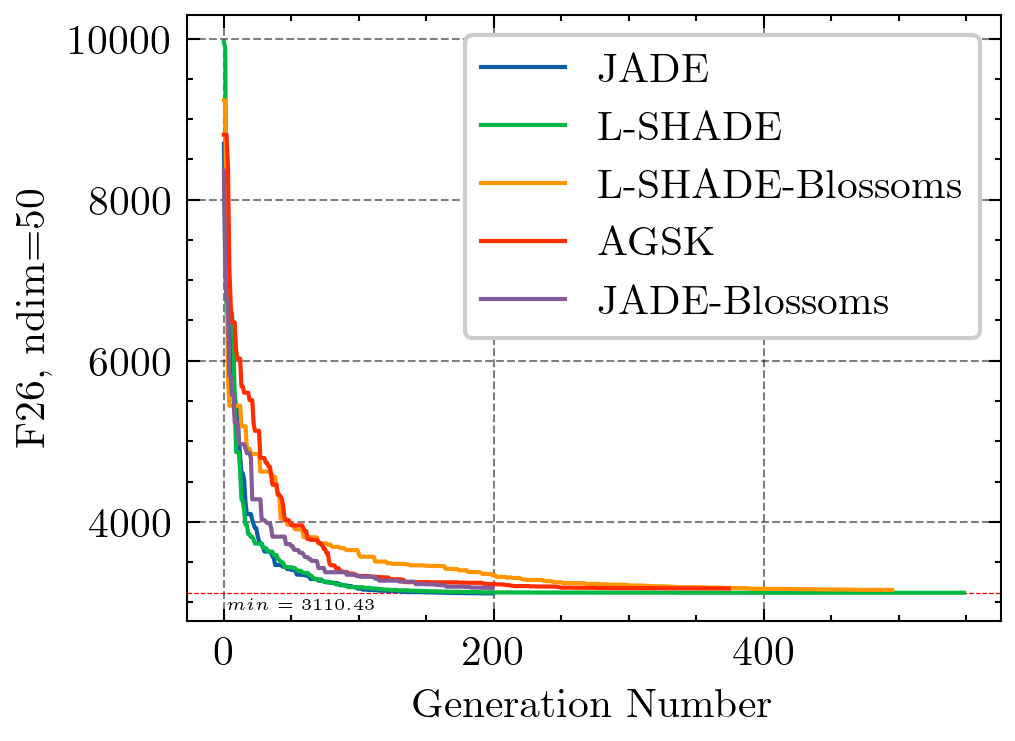 10000
8000
6000
4000
F26, ndim=50
JADE
L-SHADE
L-SHADE-Blossoms
AGSK
JADE-Blossoms
min = 3110.43
0
200
400
Generation Number